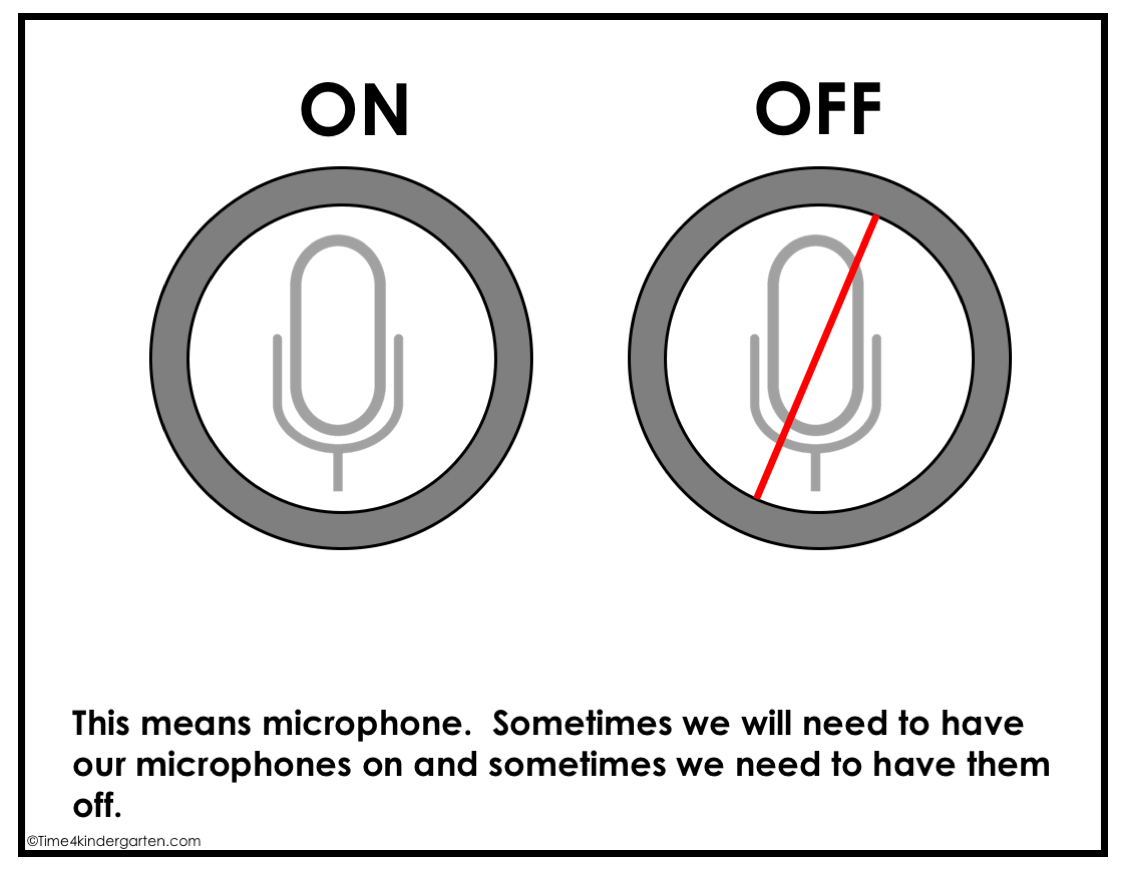 ON OFF
This means microphone.  Sometimes we will need to have
our microphones on and sometimes we need to have them
off.
©Time4kindergarten.com